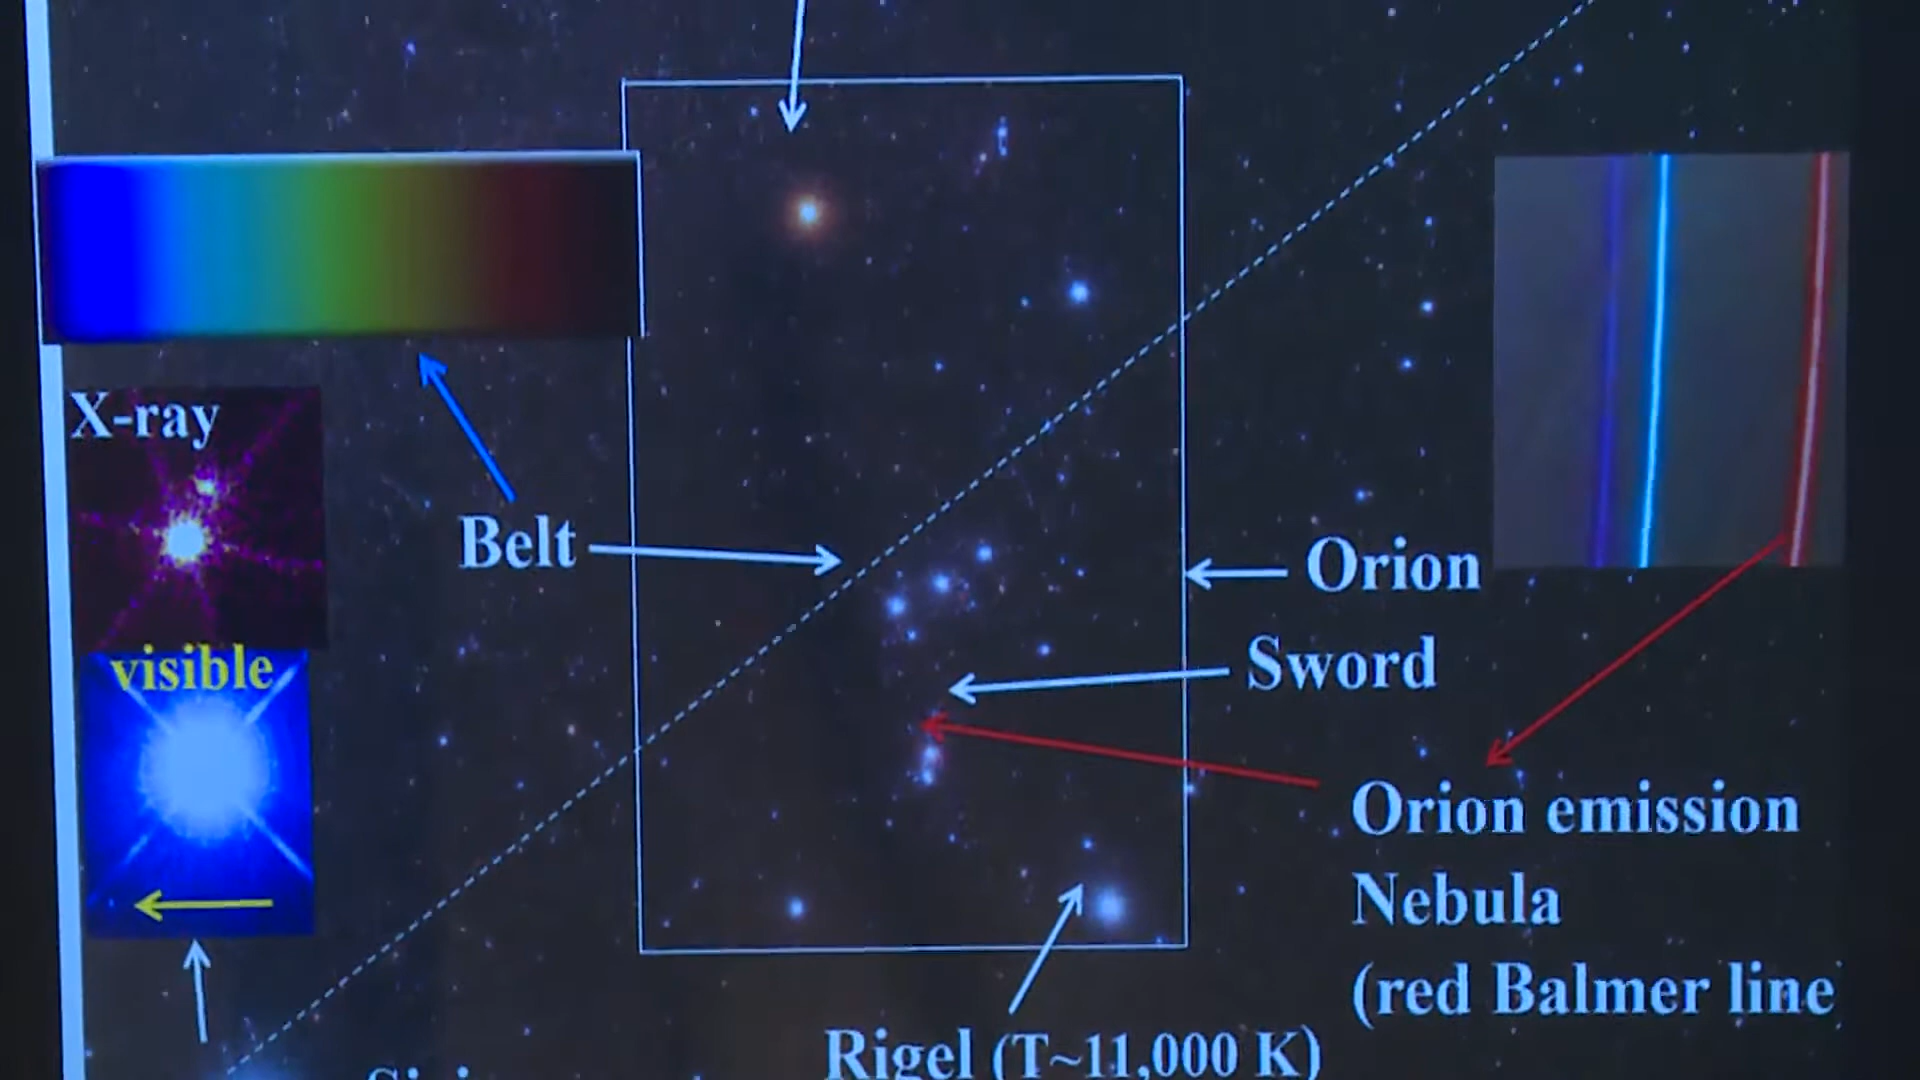 X-ray
Belt
Orion
Sword
visible
Orion emission
Nebula
(red Balmer line
Rigel (T~11,000 K)